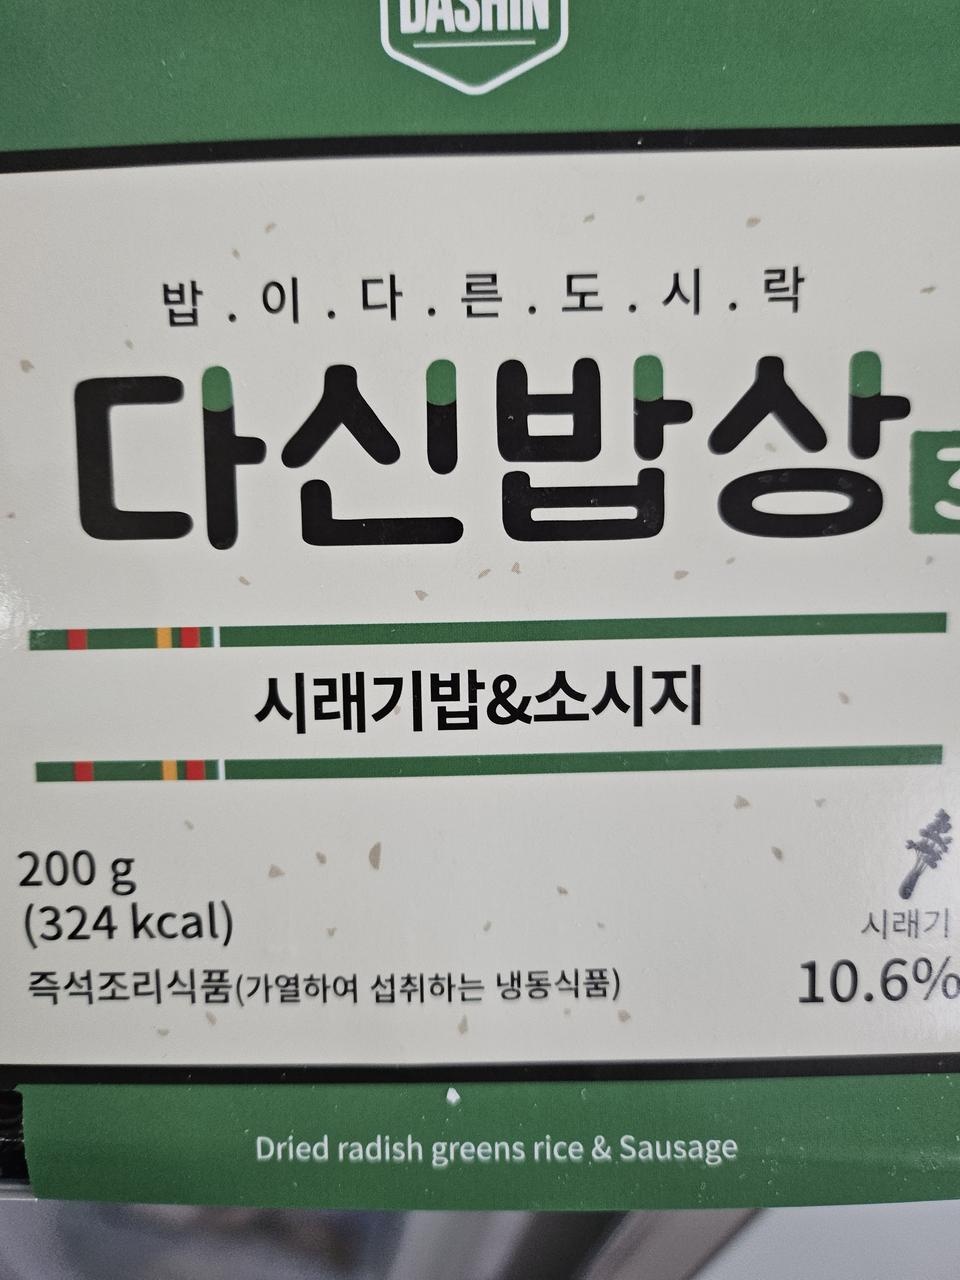 DASHIN
밥.이.다.른.도.시.락
다신밥상
시래기밥&소시지
200 g
(324 kcal)
즉석조리식품(가열하여 섭취하는 냉동식품)
시래기
10.6%
Dried radish greens rice & Sausage